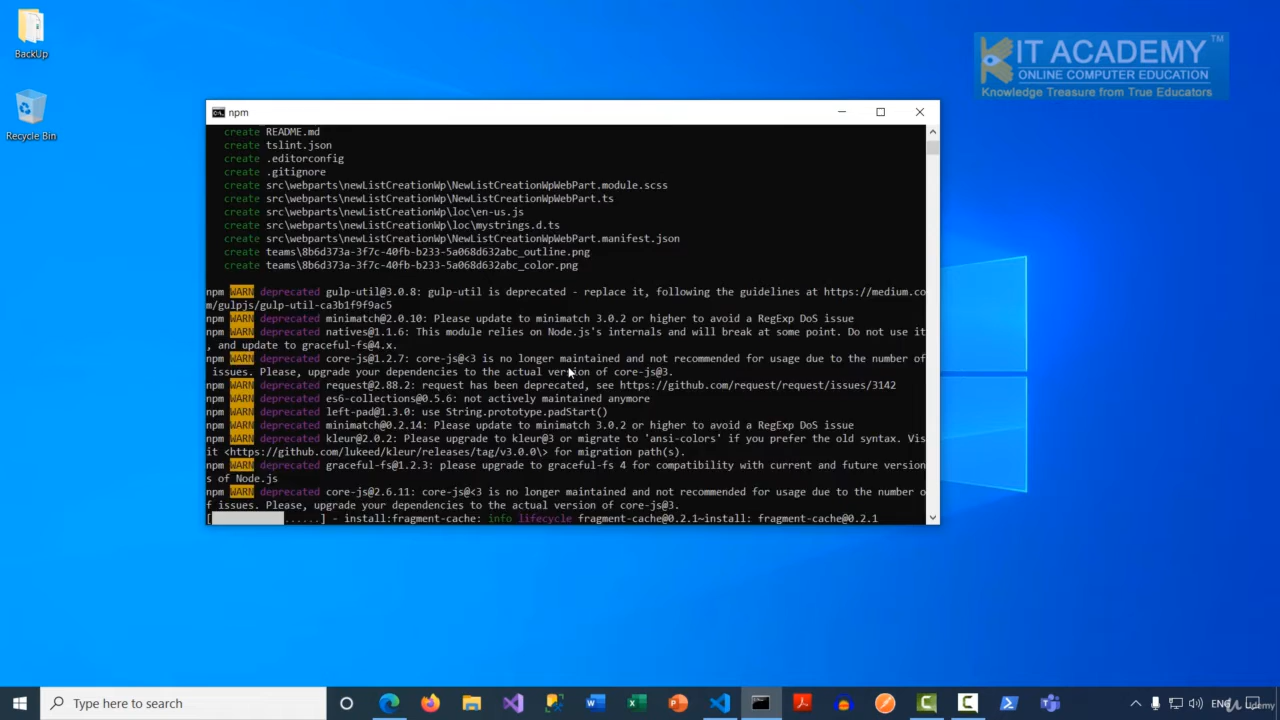 BackUp
Recycle Bin
KIT ACADEMY TM
ONLINE COMPUTER EDUCATION
Knowledge Treasure from True Educators
npm
create README.md
create tslint.json
create .editorconfig
create .gitignore
create src\webparts\newListCreationWp\NewListCreationWpWebPart.module.scss
create src\webparts\newListCreationWp\NewListCreationWpWebPart.ts
create src\webparts\newListCreationWp\loc\en-us.js
create src\webparts\newListCreationWp\loc\mystrings.d.ts
create src\webparts\newListCreationWp\NewListCreationWpWebPart.manifest.json
create teams\8b6d373a-3f7c-40fb-b233-5a068d632abc_outline.png
create teams\8b6d373a-3f7c-40fb-b233-5a068d632abc_color.png
npm WARN deprecated gulp-util@3.0.8: gulp-util is deprecated - replace it, following the guidelines at https://medium.co
m/gulpjs/gulp-util-ca3b1f9f9ac5
npm WARN deprecated minimatch@2.0.10: Please update to minimatch 3.0.2 or higher to avoid a RegExp DoS issue
npm WARN deprecated natives@1.1.6: This module relies on Node.js's internals and will break at some point. Do not use it
, and update to graceful-fs@4.x.
npm WARN deprecated core-js@1.2.7: core-js@<3 is no longer maintained and not recommended for usage due to the number of
issues. Please, upgrade your dependencies to the actual version of core-js@3.
npm WARN deprecated request@2.88.2: request has been deprecated, see https://github.com/request/request/issues/3142
npm WARN deprecated es6-collections@0.5.6: not actively maintained anymore
npm WARN deprecated left-pad@1.3.0: use String.prototype.padStart()
npm WARN deprecated minimatch@0.2.14: Please update to minimatch 3.0.2 or higher to avoid a RegExp DoS issue
npm WARN deprecated kleur@2.0.2: Please upgrade to kleur@3 or migrate to 'ansi-colors' if you prefer the old syntax. Vis
it <https://github.com/lukeed/kleur/releases/tag/v3.0.0\> for migration path(s).
npm WARN deprecated graceful-fs@1.2.3: please upgrade to graceful-fs 4 for compatibility with current and future version
s of Node.js
npm WARN deprecated core-js@2.6.11: core-js@<3 is no longer maintained and not recommended for usage due to the number o
f issues. Please, upgrade your dependencies to the actual version of core-js@3.
[ ......] - install:fragment-cache: info lifecycle fragment-cache@0.2.1~install: fragment-cache@0.2.1
Type here to search
ENG
Udemy